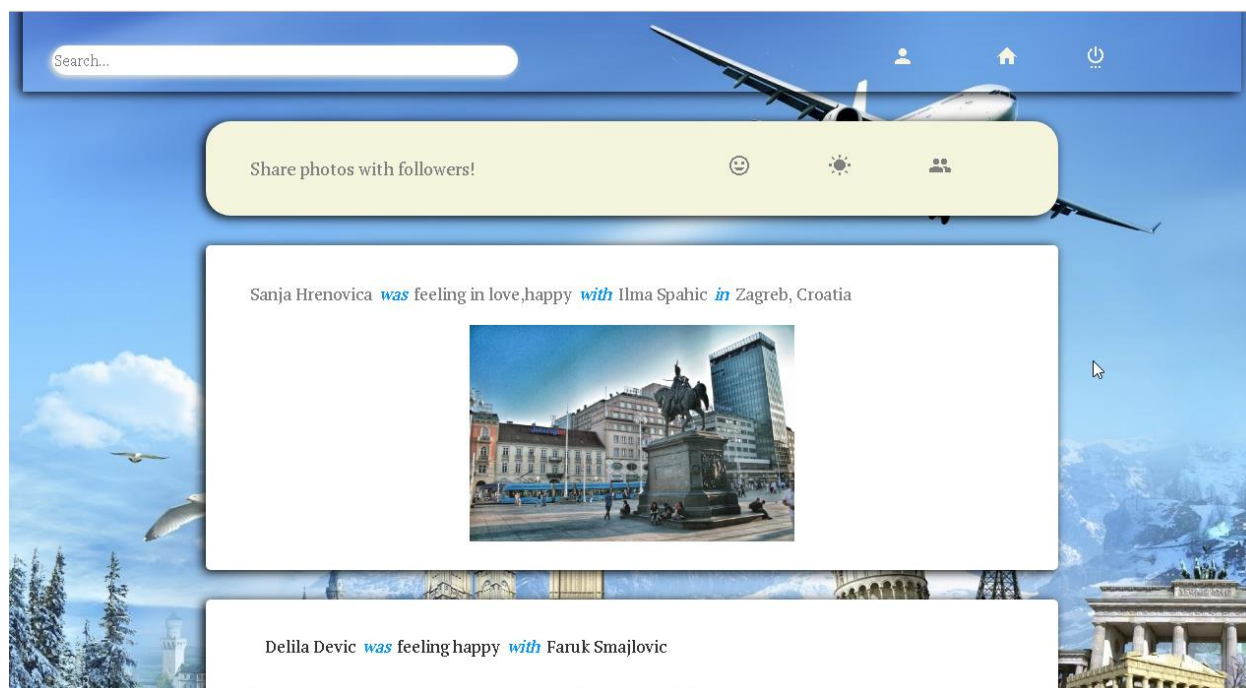 Search...
Share photos with followers!
Sanja Hrenovica was feeling in love,happy with Ilma Spahic in Zagreb, Croatia
Delila Devic was feeling happy with Faruk Smajlovic